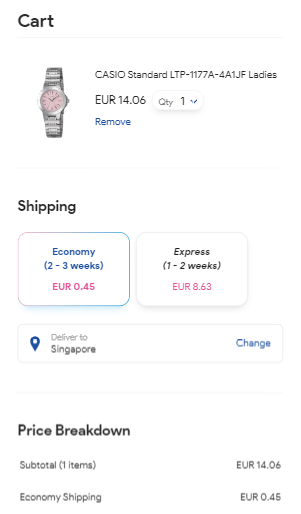 Cart
CASIO Standard LTP-1177A-4A1JF Ladies
EUR 14.06 Qty 1
Remove
Shipping
Economy
(2 - 3 weeks)
EUR 0.45
Express
(1 - 2 weeks)
EUR 8.63
Deliver to
Singapore
Change
Price Breakdown
Subtotal (1 items) EUR 14.06
Economy Shipping EUR 0.45